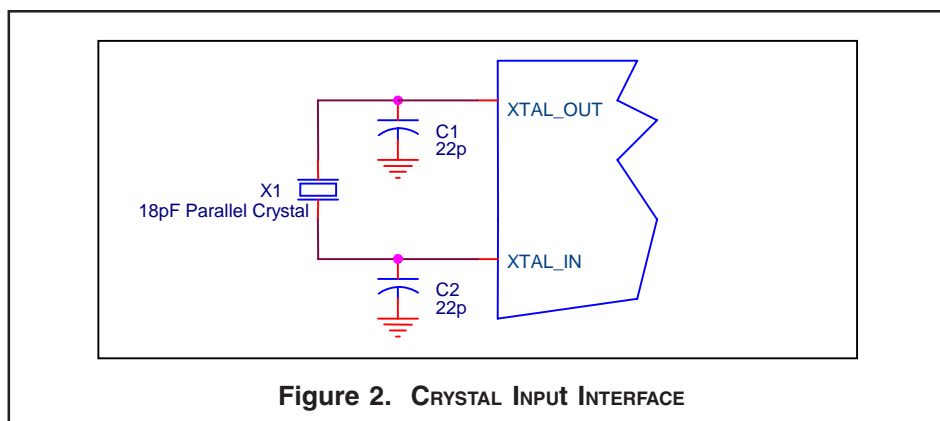 XTAL_OUT
C1
22p
X1
18pF Parallel Crystal
XTAL_IN
C2
22p
Figure 2. CRYSTAL INPUT INTERFACE